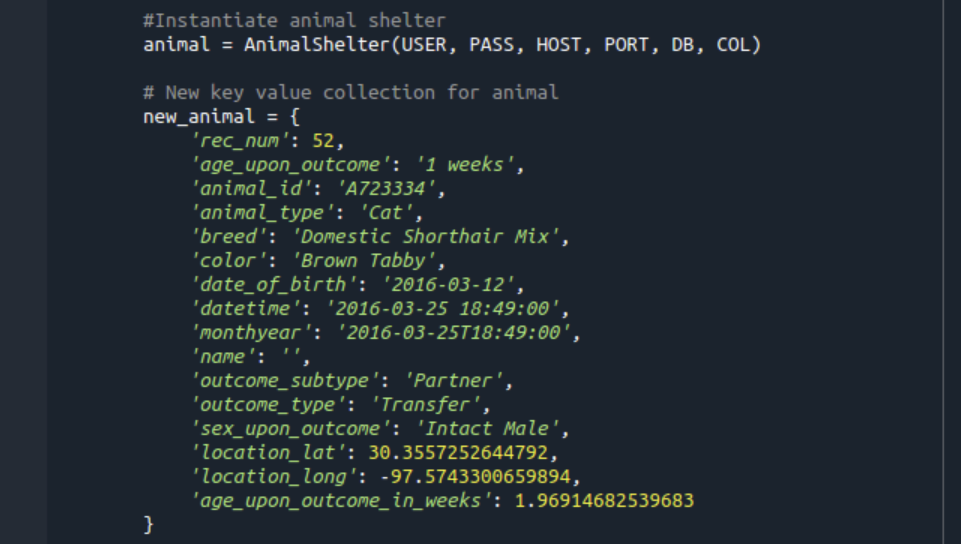 #Instantiate animal shelter
animal = AnimalShelter(USER, PASS, HOST, PORT, DB, COL)
# New key value collection for animal
new_animal = {
'rec_num': 52,
'age_upon_outcome': '1 weeks',
'animal_id': 'A723334',
'animal_type': 'Cat',
'breed': 'Domestic Shorthair Mix',
'color': 'Brown Tabby',
'date_of_birth': '2016-03-12',
'datetime': '2016-03-25 18:49:00',
'monthyear': '2016-03-25T18:49:00',
'name': '',
'outcome_subtype': 'Partner',
'outcome_type': 'Transfer',
'sex_upon_outcome': 'Intact Male',
'location_lat': 30.3557252644792,
'location_long': -97.5743300659894,
'age_upon_outcome_in_weeks': 1.96914682539683
}